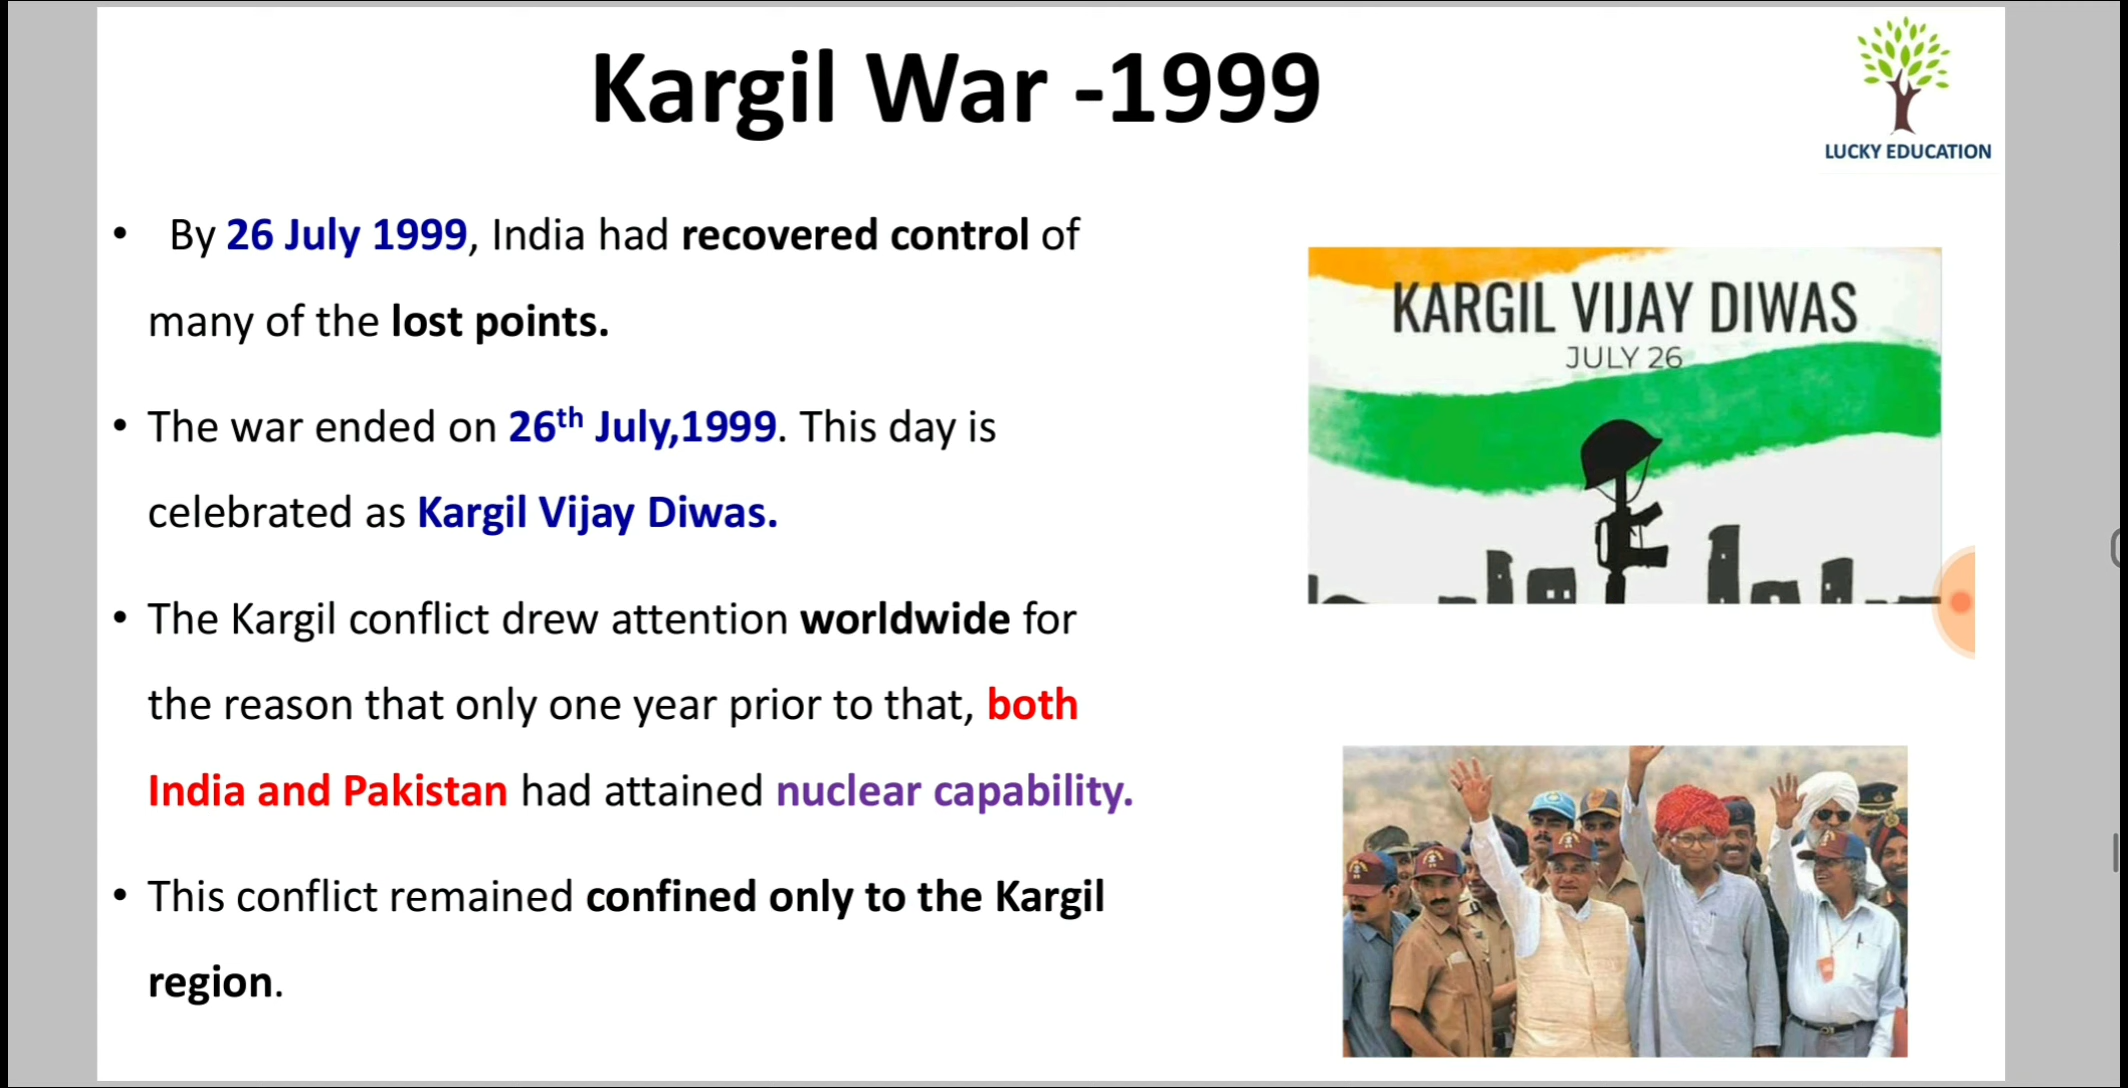 Kargil War -1999
LUCKY EDUCATION
• By 26 July 1999, India had recovered control of
many of the lost points.
• The war ended on 26th July,1999. This day is
celebrated as Kargil Vijay Diwas.
• The Kargil conflict drew attention worldwide for
the reason that only one year prior to that, both
India and Pakistan had attained nuclear capability.
• This conflict remained confined only to the Kargil
region.
KARGIL VIJAY DIWAS
JULY 26